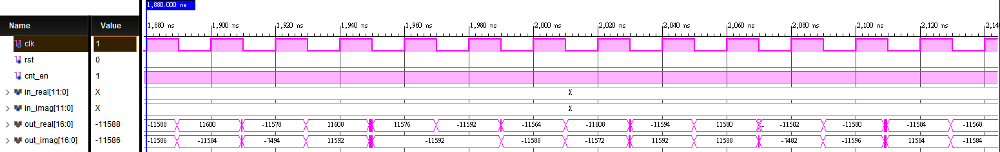 1,880.000 ns
Name Value 1,880 ns 1,900 ns 1,920 ns 1,940 ns 1,960 ns 1,980 ns 2,000 ns 2,020 ns 2,040 ns 2,060 ns 2,080 ns 2,100 ns 2,120 ns 2,140
clk 1
rst 0
cnt_en 1
in_real[11:0] X X
in_imag[11:0] X X
out_real[16:0] -11588 -11588 11600 -11578 11608 11576 -11592 -11564 -11608 -11594 11580 -11582 -11580 -11584 -11568
out_imag[16:0] -11586 -11586 -11584 -7494 11592 -11592 -11588 -11572 11592 11588 -7482 -11596 11584 -11584